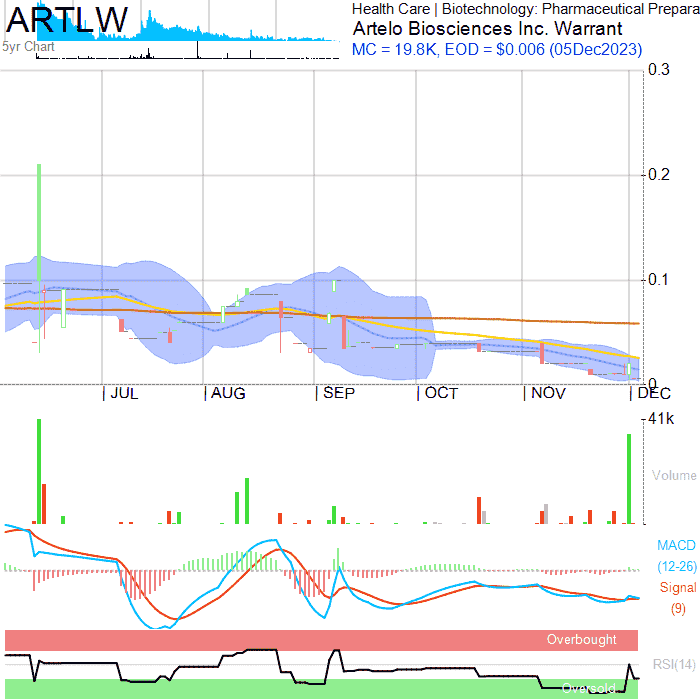 ARTLW
5yr Chart
Health Care | Biotechnology: Pharmaceutical Prepara
Artelo Biosciences Inc. Warrant
MC = 19.8K, EOD = $0.006 (05Dec2023)
0.3
0.2
0.1
0
JUL AUG SEP OCT NOV DEC
41k
Volume
MACD
(12-26)
Signal
(9)
Overbought
RSI(14)
Oversold